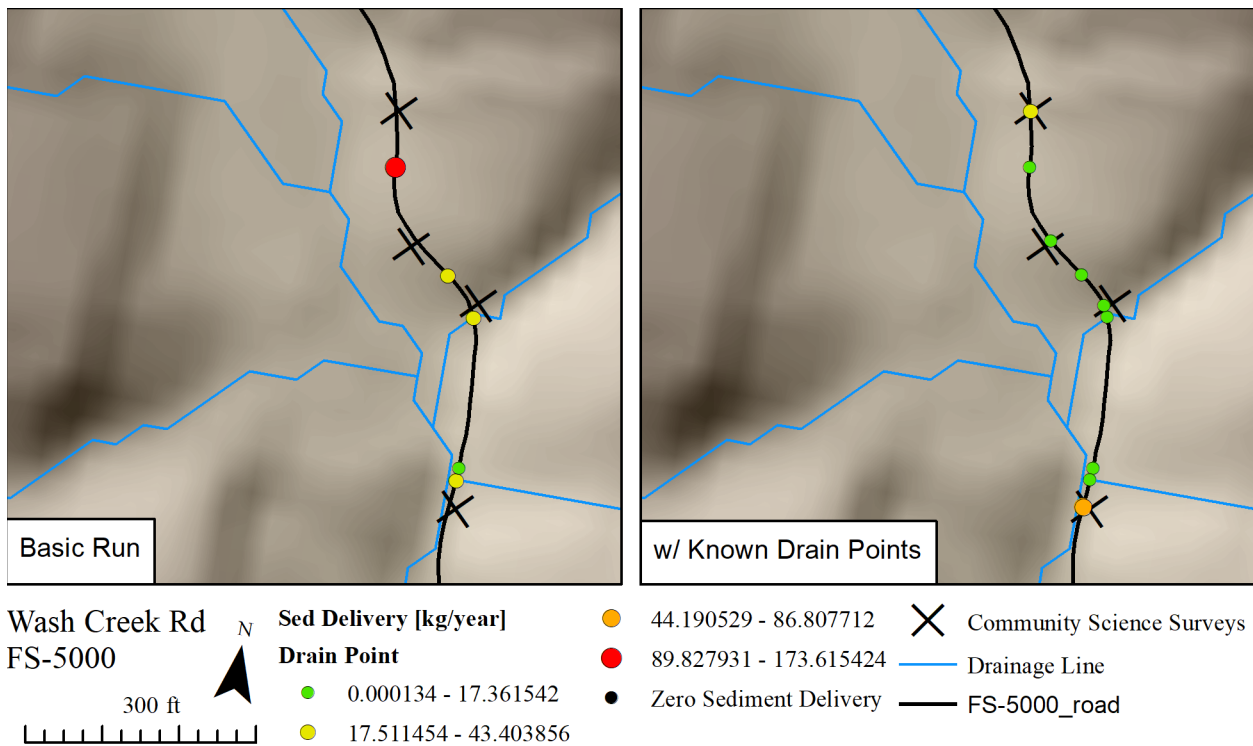 Basic Run
w/ Known Drain Points
Wash Creek Rd
FS-5000
N
300 ft
Sed Delivery [kg/year]
Drain Point
0.000134 - 17.361542
17.511454 - 43.403856
44.190529 - 86.807712
89.827931 - 173.615424
Zero Sediment Delivery
Community Science Surveys
Drainage Line
FS-5000_road